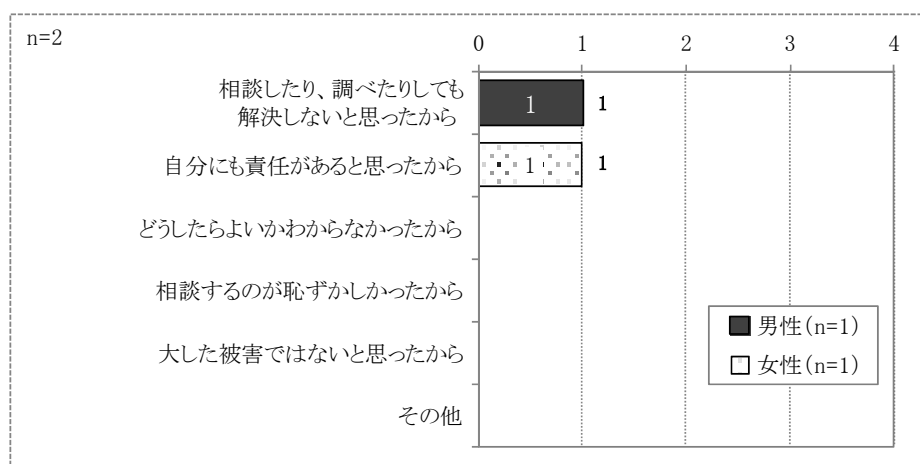 n=2
0 1 2 3 4
相談したり、調べたりしても
解決しないと思ったから
1 1
自分にも責任があると思ったから
1 1
どうしたらよいかわからなかったから
相談するのが恥ずかしかったから
大した被害ではないと思ったから
その他
男性(n=1)
女性(n=1)